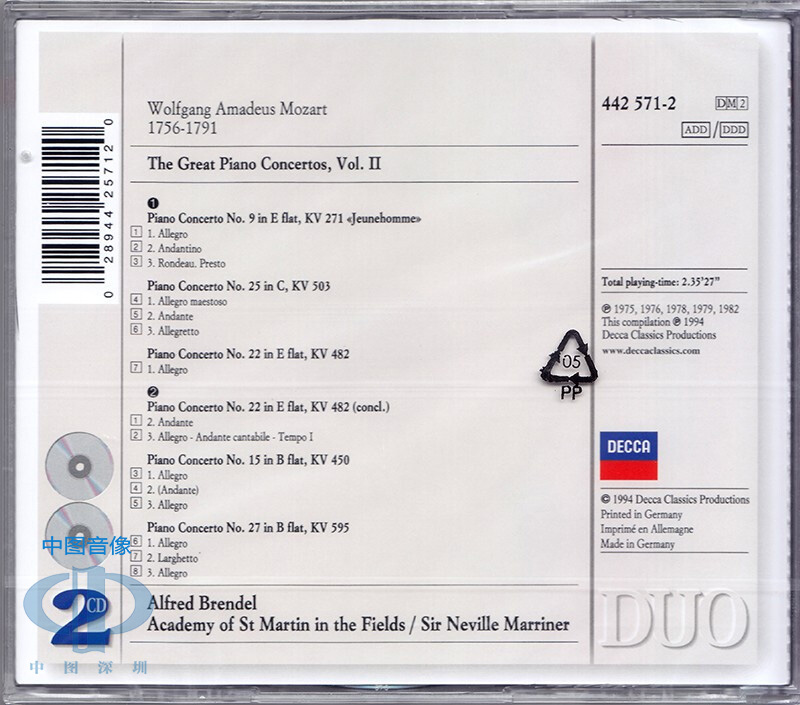 Wolfgang Amadeus Mozart
1756-1791
The Great Piano Concertos, Vol. II
1
Piano Concerto No. 9 in E flat, KV 271 «Jeunehomme»
1 1. Allegro
2 2. Andantino
3 3. Rondeau. Presto
Piano Concerto No. 25 in C, KV 503
4 1. Allegro maestoso
5 2. Andante
6 3. Allegretto
Piano Concerto No. 22 in E flat, KV 482
7 1. Allegro
2
Piano Concerto No. 22 in E flat, KV 482 (concl.)
1 2. Andante
2 3. Allegro - Andante cantabile - Tempo I
Piano Concerto No. 15 in B flat, KV 450
3 1. Allegro
4 2. (Andante)
5 3. Allegro
Piano Concerto No. 27 in B flat, KV 595
6 1. Allegro
7 2. Larghetto
8 3. Allegro
Alfred Brendel
Academy of St Martin in the Fields / Sir Neville Marriner
442 571-2 DM2
ADD/DDD
Total playing-time: 2.35'27"
℗ 1975, 1976, 1978, 1979, 1982
This compilation ℗ 1994
Decca Classics Productions
www.deccaclassics.com
05
PP
DECCA
© 1994 Decca Classics Productions
Printed in Germany
Imprimé en Allemagne
Made in Germany
DUO
0 28944 25712 0
中图音像
2 CD
中图深圳